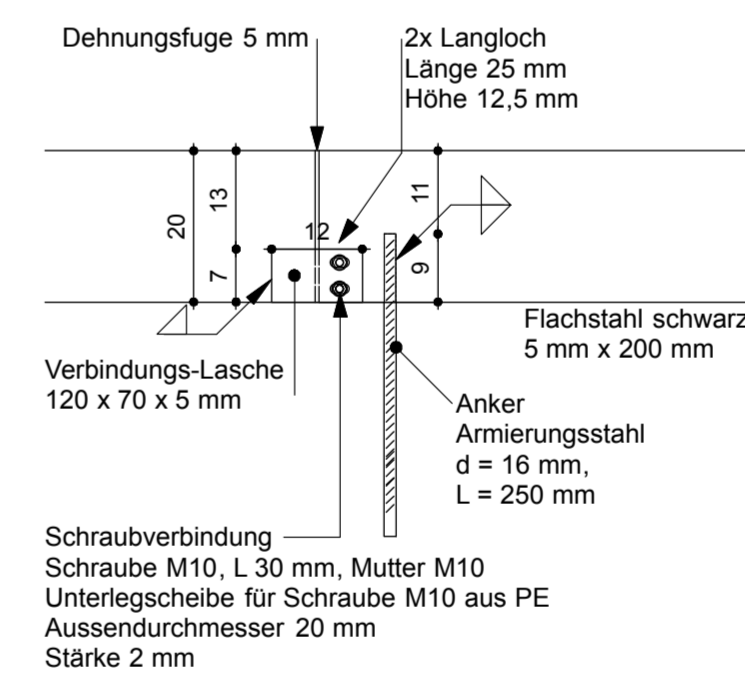 Dehnungsfuge 5 mm
2x Langloch
Länge 25 mm
Höhe 12,5 mm
20
13
7
12
11
9
Flachstahl schwarz
5 mm x 200 mm
Verbindungs-Lasche
120 x 70 x 5 mm
Anker
Armierungsstahl
d = 16 mm,
L = 250 mm
Schraubverbindung
Schraube M10, L 30 mm, Mutter M10
Unterlegscheibe für Schraube M10 aus PE
Aussendurchmesser 20 mm
Stärke 2 mm